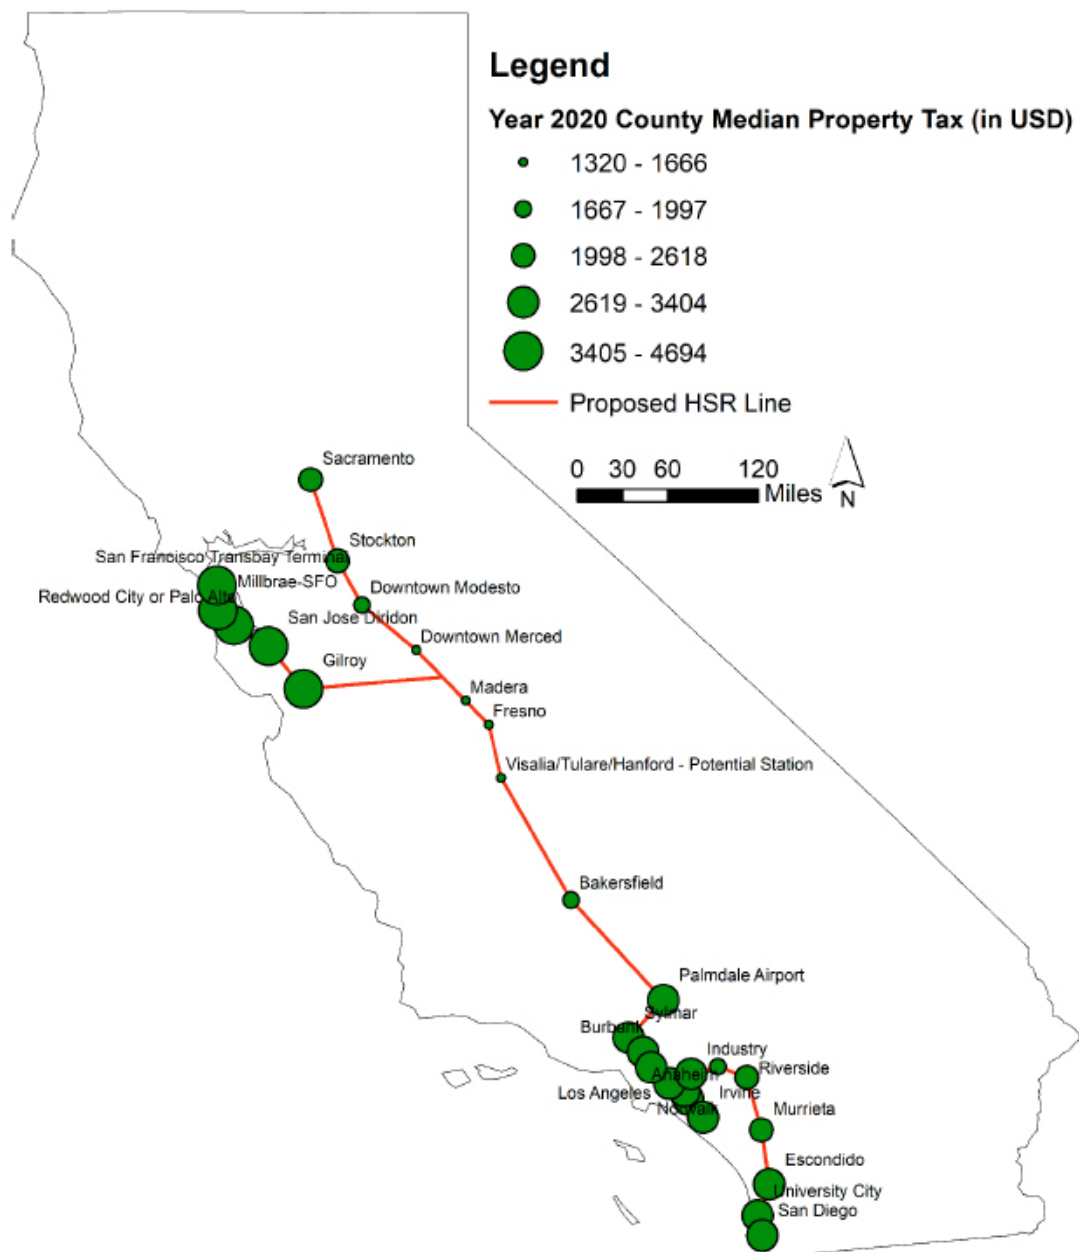 Legend
Year 2020 County Median Property Tax (in USD)
1320 - 1666
1667 - 1997
1998 - 2618
2619 - 3404
3405 - 4694
Proposed HSR Line
0 30 60 120
Miles
N
Sacramento
Stockton
San Francisco Transbay Terminal
Millbrae-SFO
Downtown Modesto
Redwood City or Palo Alto
San Jose Diridon
Downtown Merced
Gilroy
Madera
Fresno
Visalia/Tulare/Hanford - Potential Station
Bakersfield
Palmdale Airport
Sylmar
Burbank
Industry
Anaheim
Riverside
Los Angeles
Irvine
Norwalk
Murrieta
Escondido
University City
San Diego